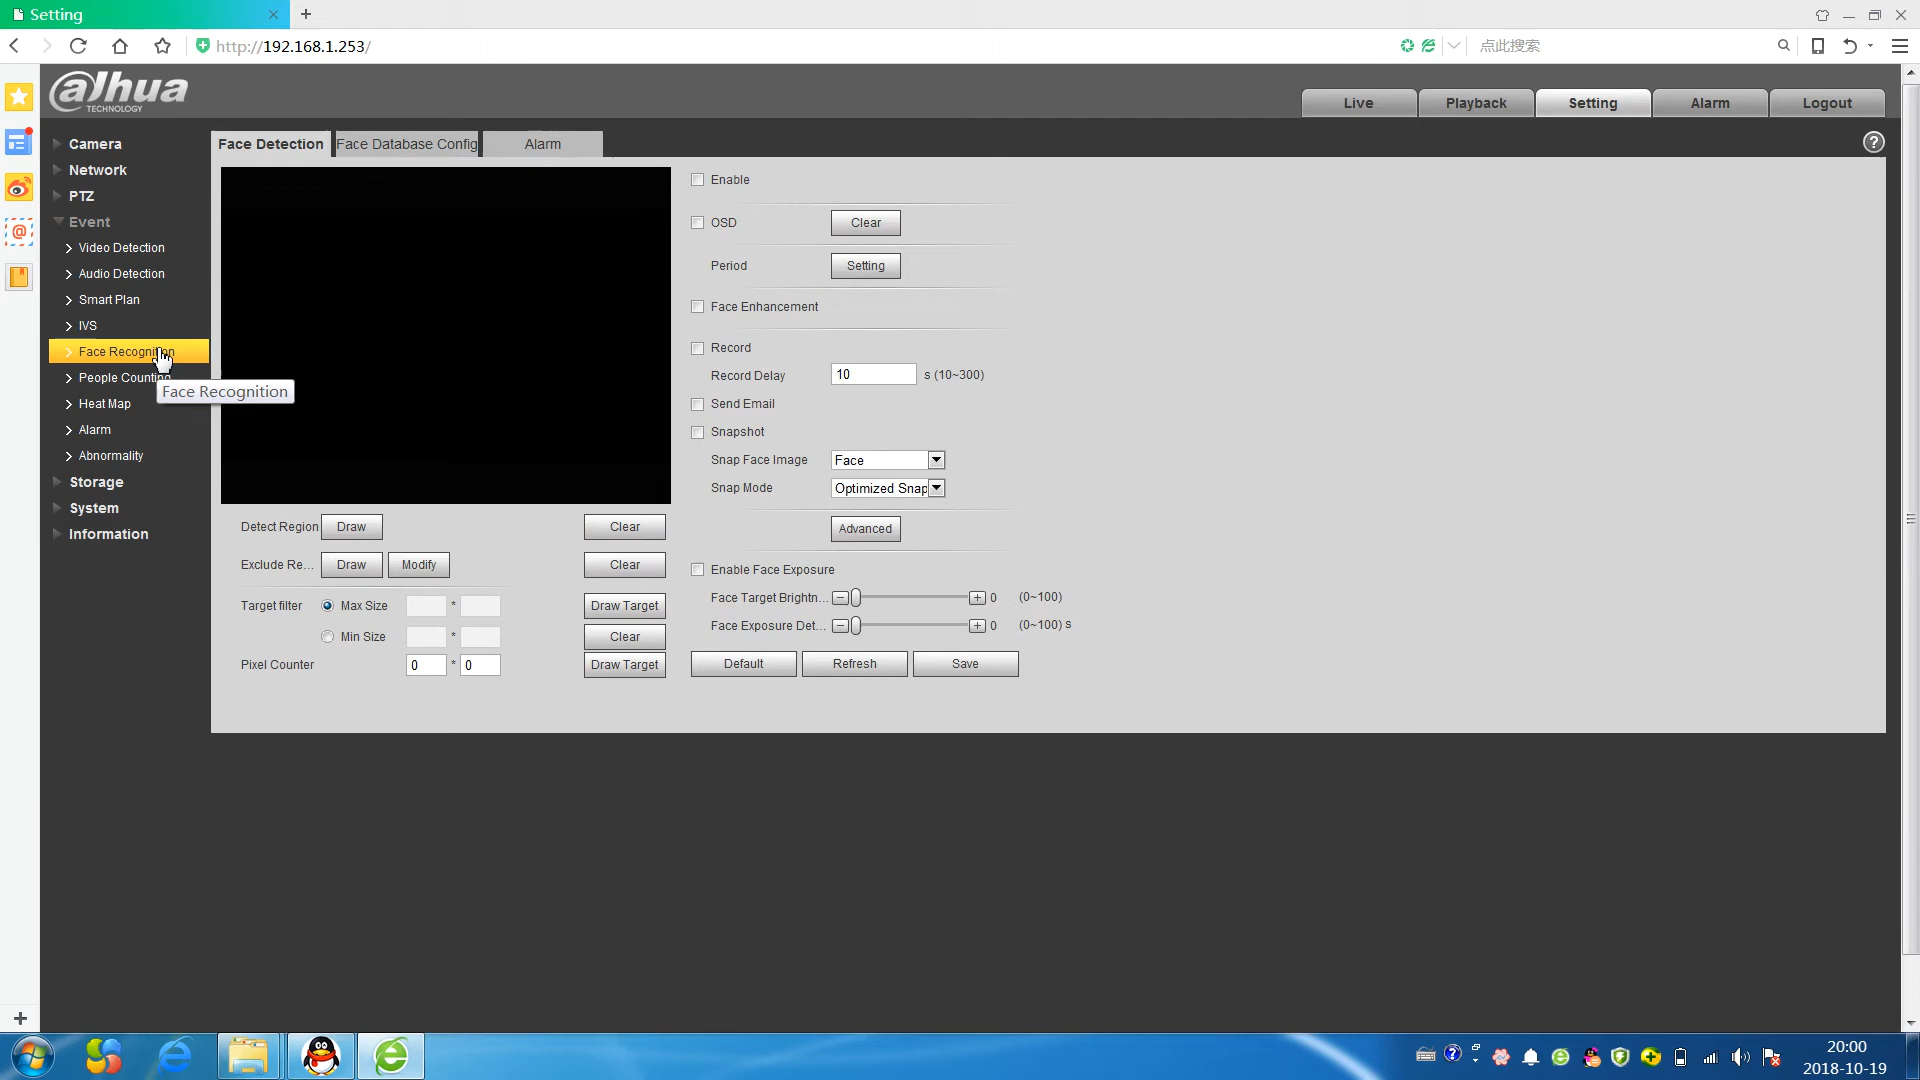 Setting
http://192.168.1.253/
点此搜索
alhua
TECHNOLOGY
Live
Playback
Setting
Alarm
Logout
Camera
Network
PTZ
Event
Video Detection
Audio Detection
Smart Plan
IVS
Face Recognition
People Counting
Face Recognition
Heat Map
Alarm
Abnormality
Storage
System
Information
Face Detection
Face Database Config
Alarm
?
Detect Region Draw Clear
Exclude Re... Draw Modify Clear
Target filter Max Size * Draw Target
Min Size * Clear
Pixel Counter 0 * 0 Draw Target
Enable
OSD Clear
Period Setting
Face Enhancement
Record
Record Delay 10 s (10~300)
Send Email
Snapshot
Snap Face Image Face
Snap Mode Optimized Snap
Advanced
Enable Face Exposure
Face Target Brightn... 0 (0~100)
Face Exposure Det... 0 (0~100) s
Default Refresh Save
20:00
2018-10-19